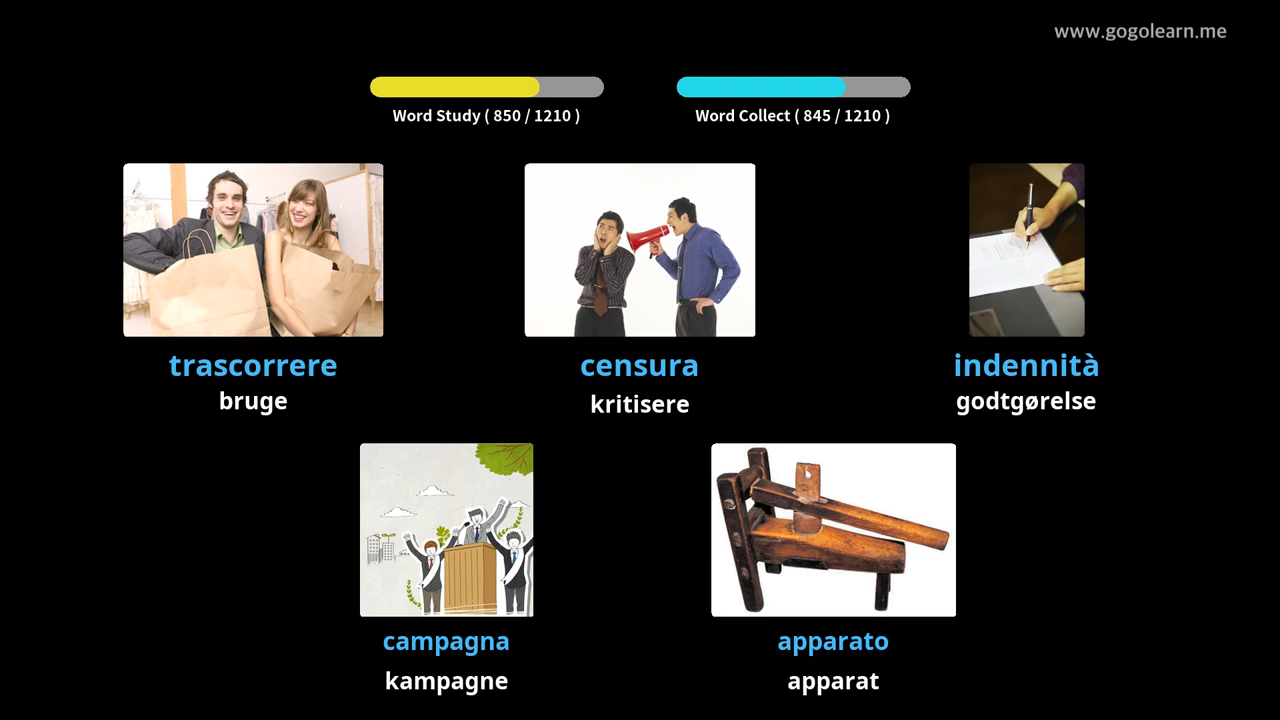 www.gogolearn.me
Word Study ( 850 / 1210 )
Word Collect ( 845 / 1210 )
trascorrere
bruge
censura
kritisere
indennità
godtgørelse
campagna
kampagne
apparato
apparat